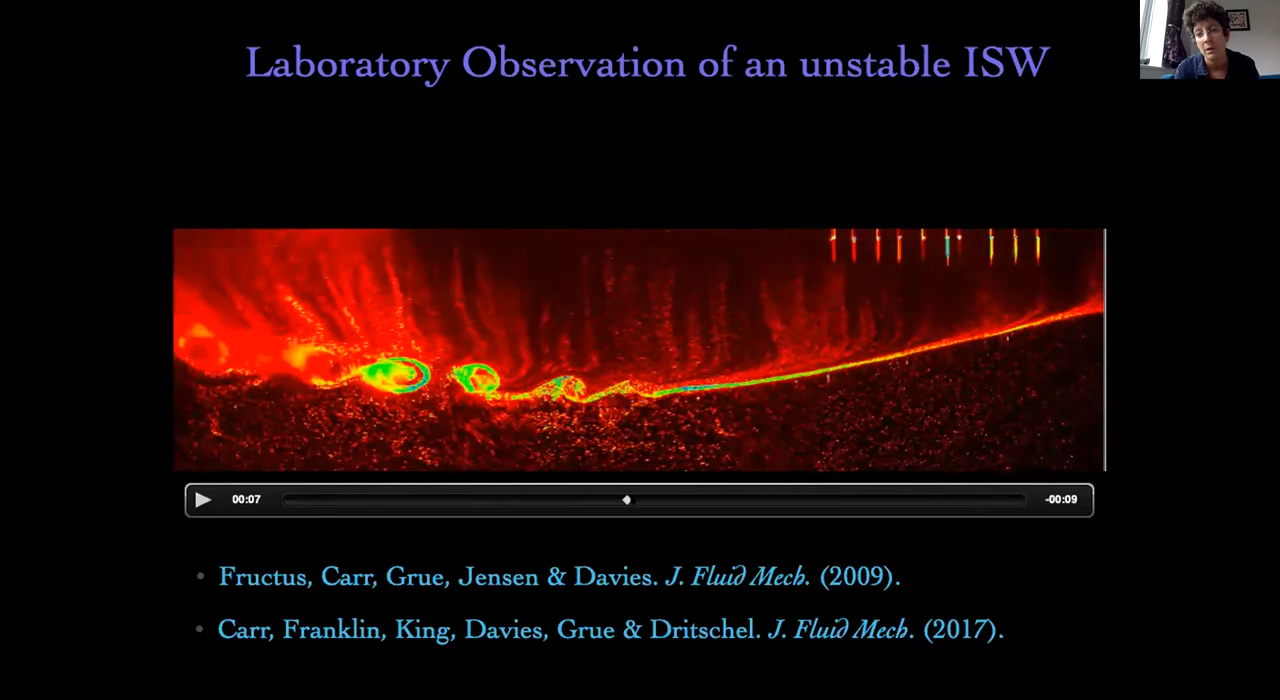 Laboratory Observation of an unstable ISW
00:07
-00:09
• Fructus, Carr, Grue, Jensen & Davies. J. Fluid Mech. (2009).
• Carr, Franklin, King, Davies, Grue & Dritschel. J. Fluid Mech. (2017).